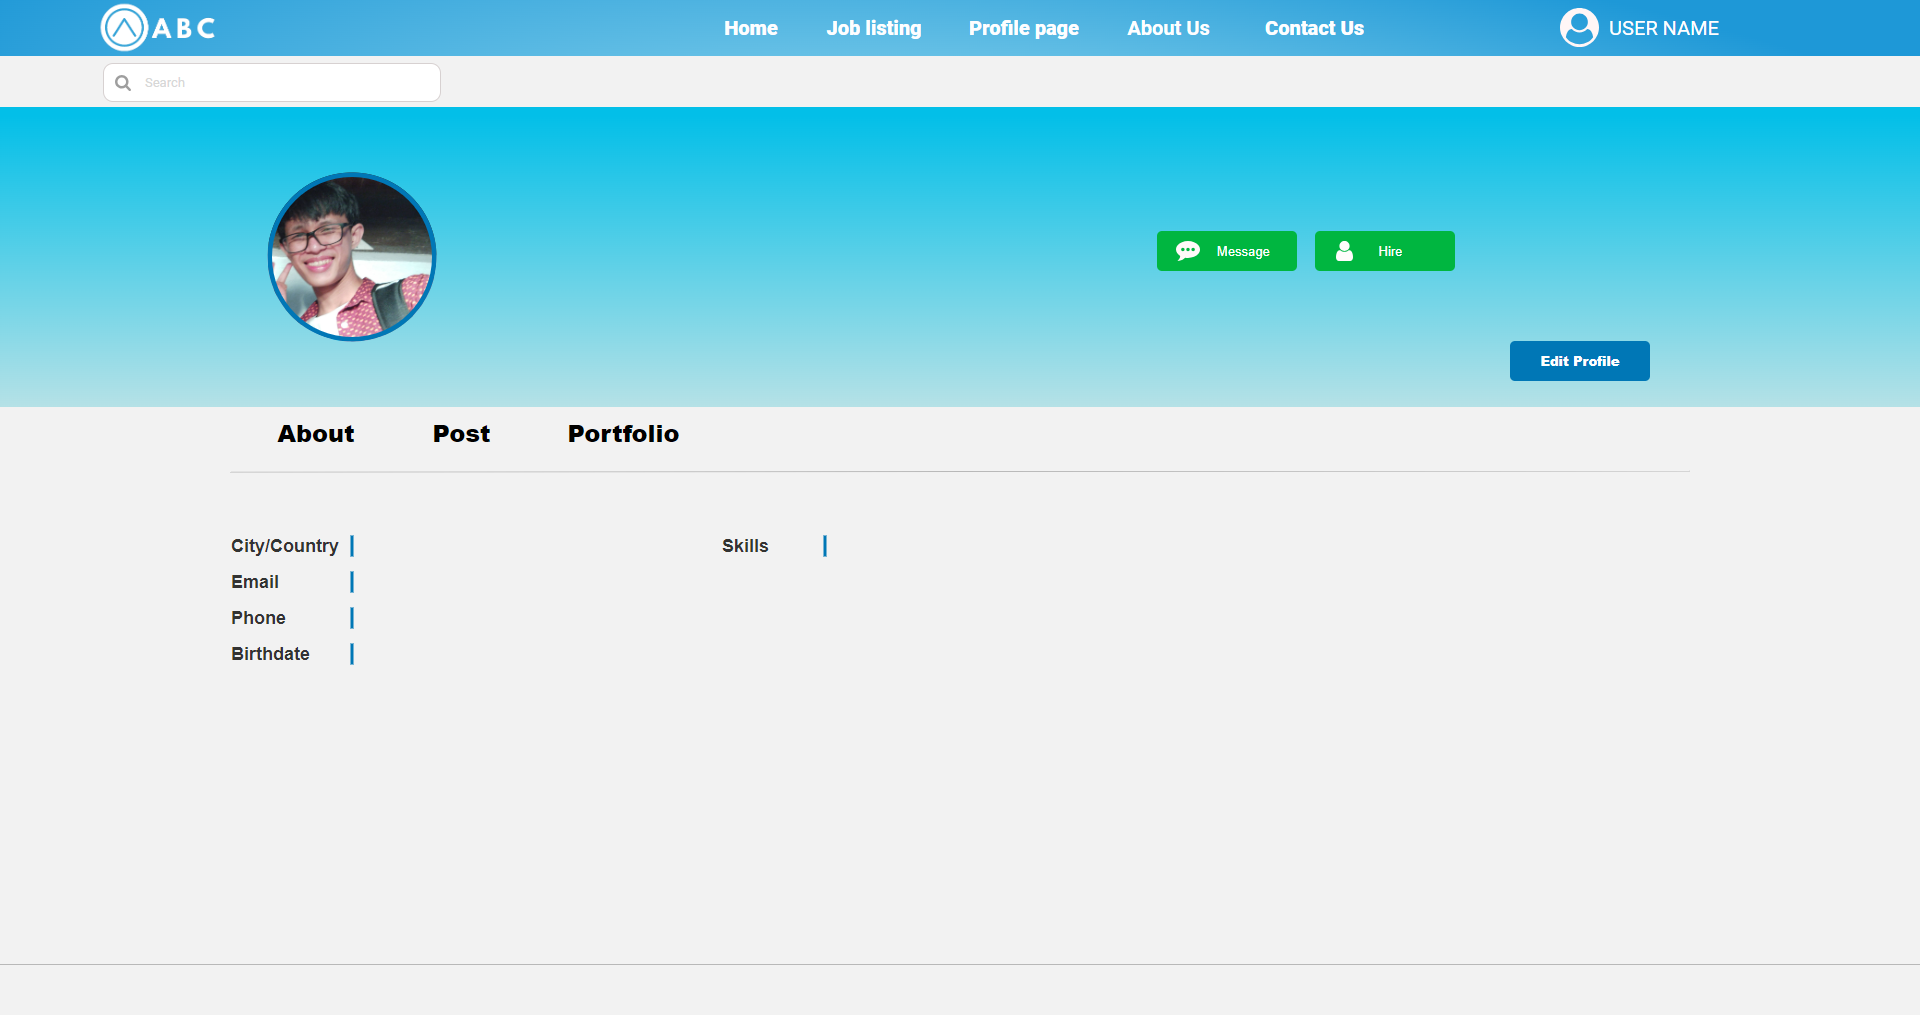 ABC
Home Job listing Profile page About Us Contact Us USER NAME
Search
Message Hire
Edit Profile
About Post Portfolio
City/Country Skills
Email
Phone
Birthdate